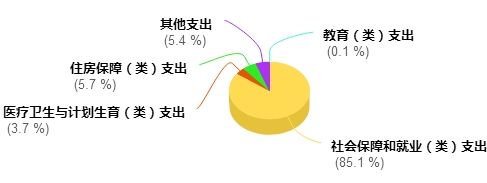 其他支出
(5.4 %)
教育（类）支出
(0.1 %)
住房保障（类）支出
(5.7 %)
医疗卫生与计划生育（类）支出
(3.7 %)
社会保障和就业（类）支出
(85.1 %)